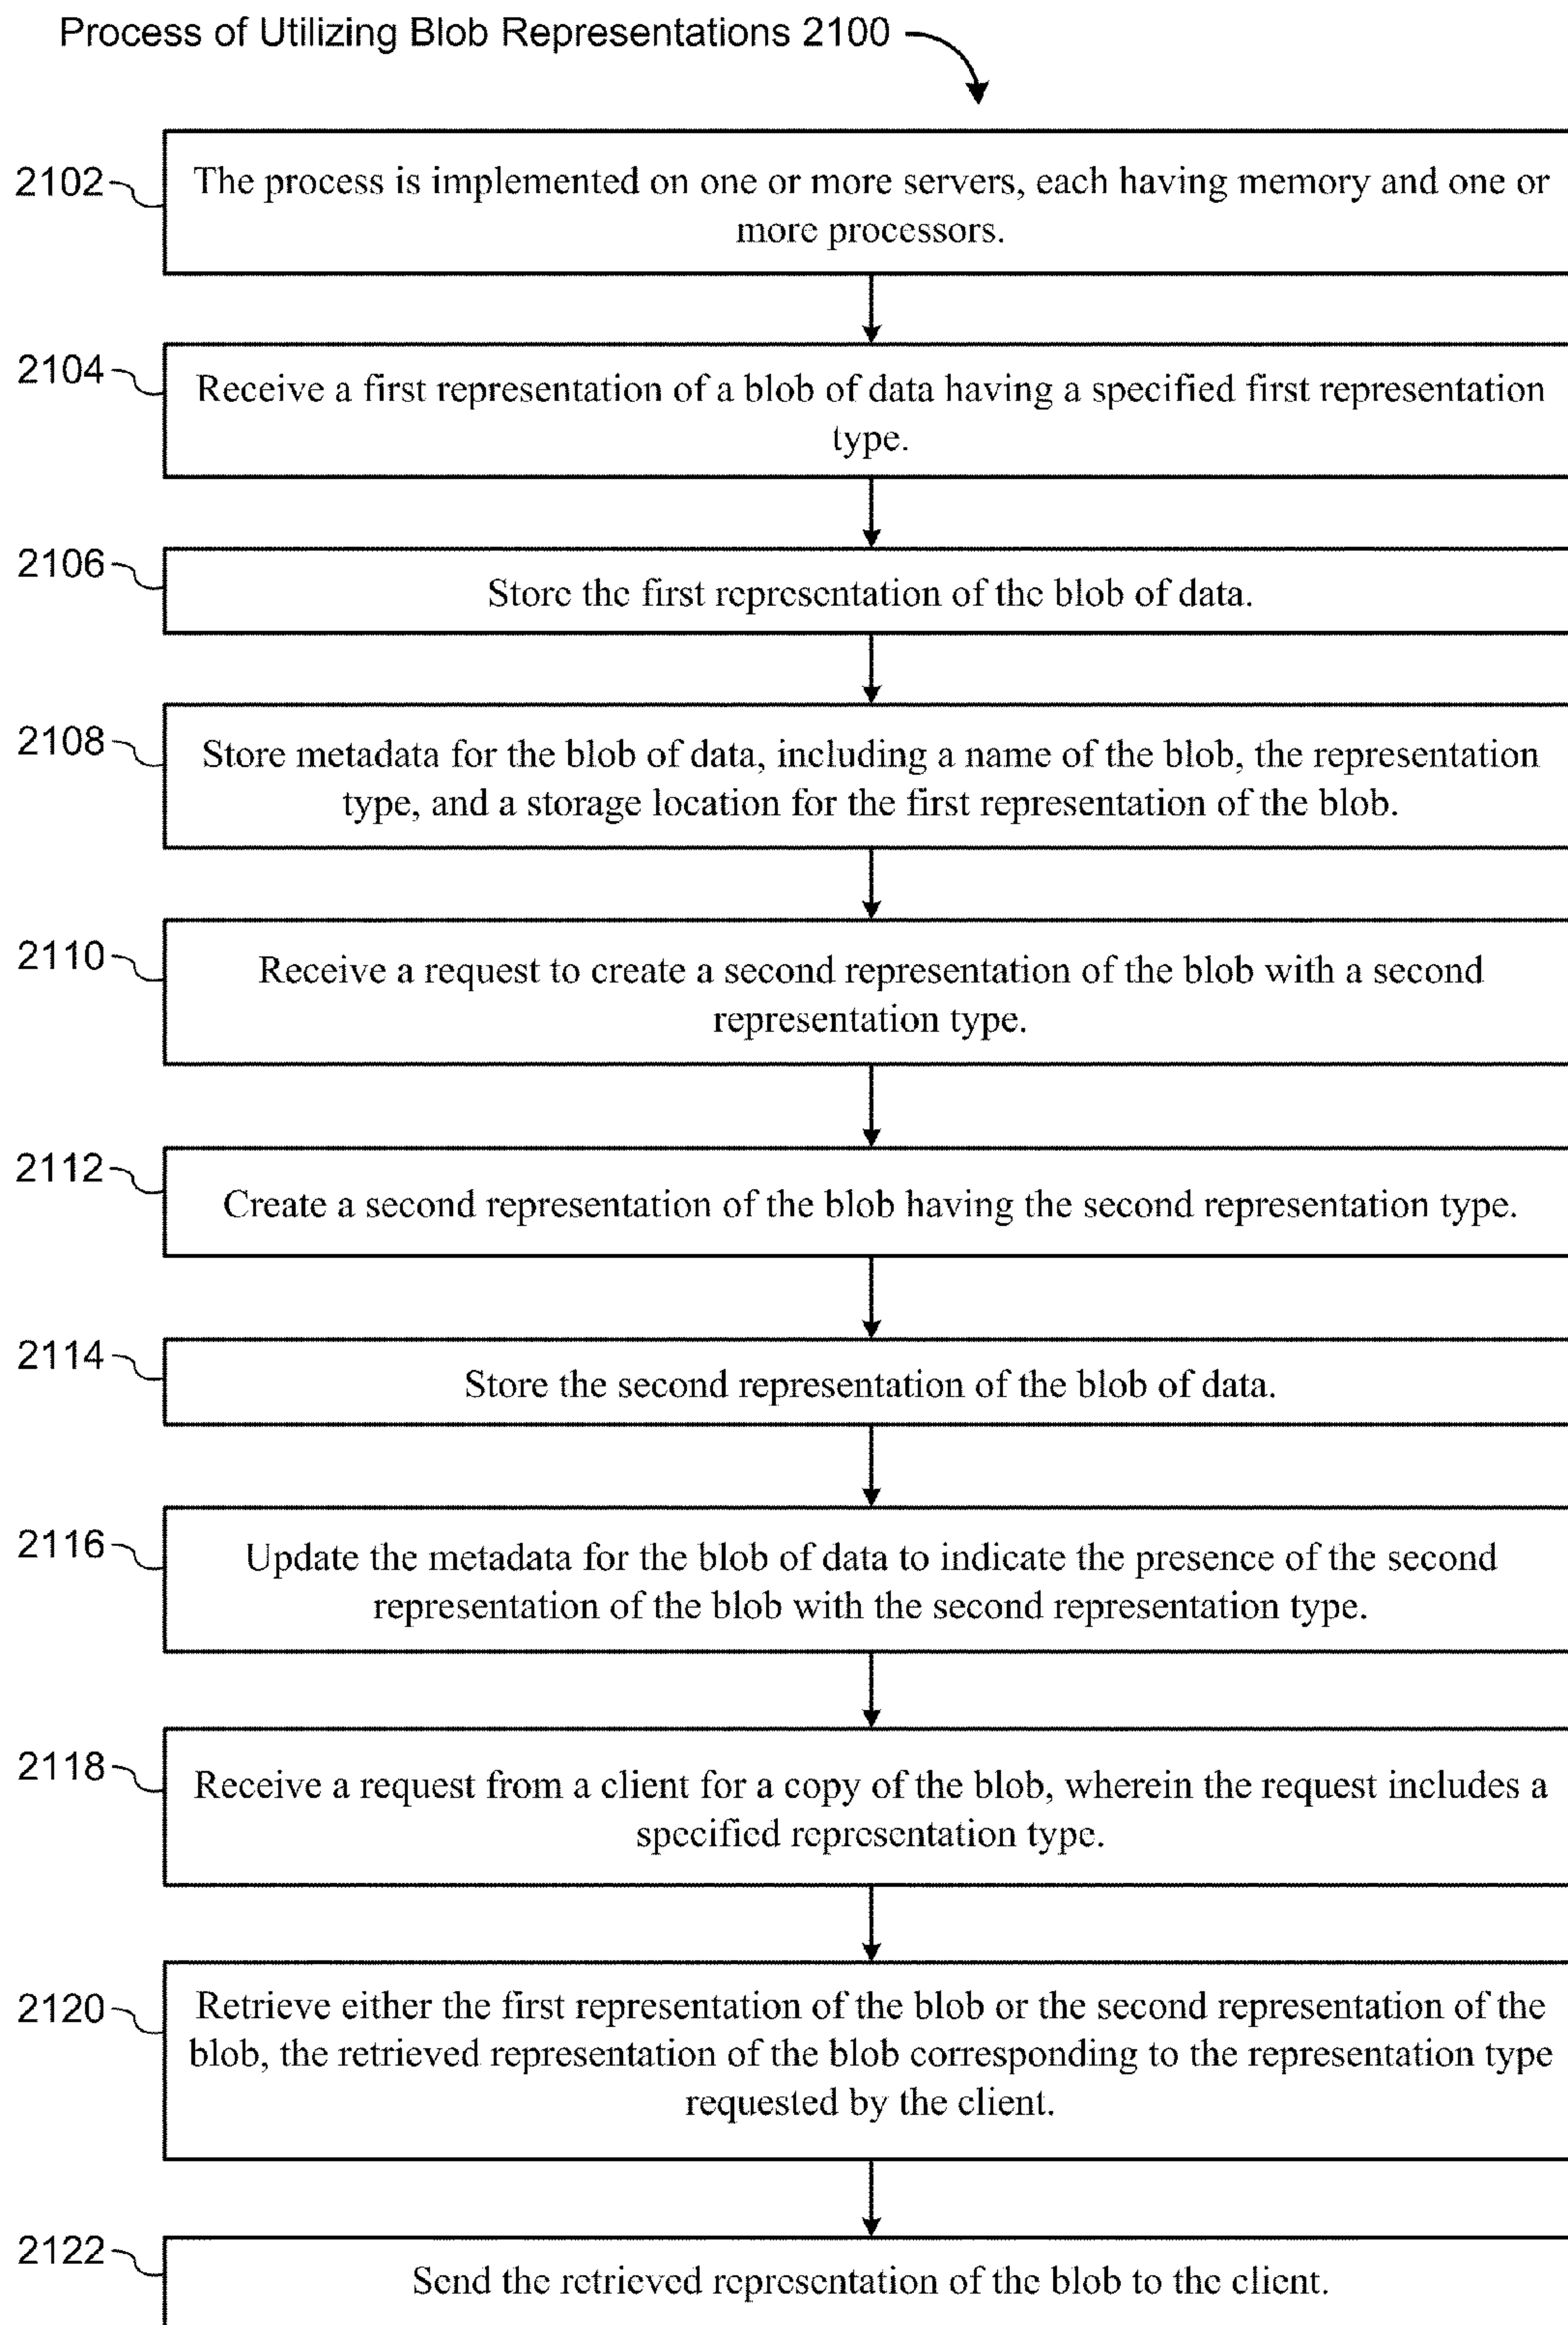 Process of Utilizing Blob Representations 2100
2102
The process is implemented on one or more servers, each having memory and one or
more processors.
2104
Receive a first representation of a blob of data having a specified first representation
type.
2106
Store the first representation of the blob of data.
2108
Store metadata for the blob of data, including a name of the blob, the representation
type, and a storage location for the first representation of the blob.
2110
Receive a request to create a second representation of the blob with a second
representation type.
2112
Create a second representation of the blob having the second representation type.
2114
Store the second representation of the blob of data.
2116
Update the metadata for the blob of data to indicate the presence of the second
representation of the blob with the second representation type.
2118
Receive a request from a client for a copy of the blob, wherein the request includes a
specified representation type.
2120
Retrieve either the first representation of the blob or the second representation of the
blob, the retrieved representation of the blob corresponding to the representation type
requested by the client.
2122
Send the retrieved representation of the blob to the client.